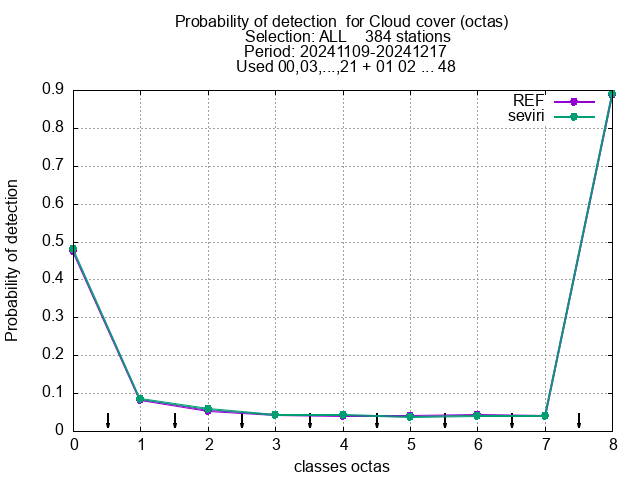 Probability of detection  for Cloud cover (octas)
Selection: ALL    384 stations
Period: 20241109-20241217
Used 00,03,...,21 + 01 02 ... 48
REF
seviri
Probability of detection
0.9
0.8
0.7
0.6
0.5
0.4
0.3
0.2
0.1
0
0 1 2 3 4 5 6 7 8
classes octas